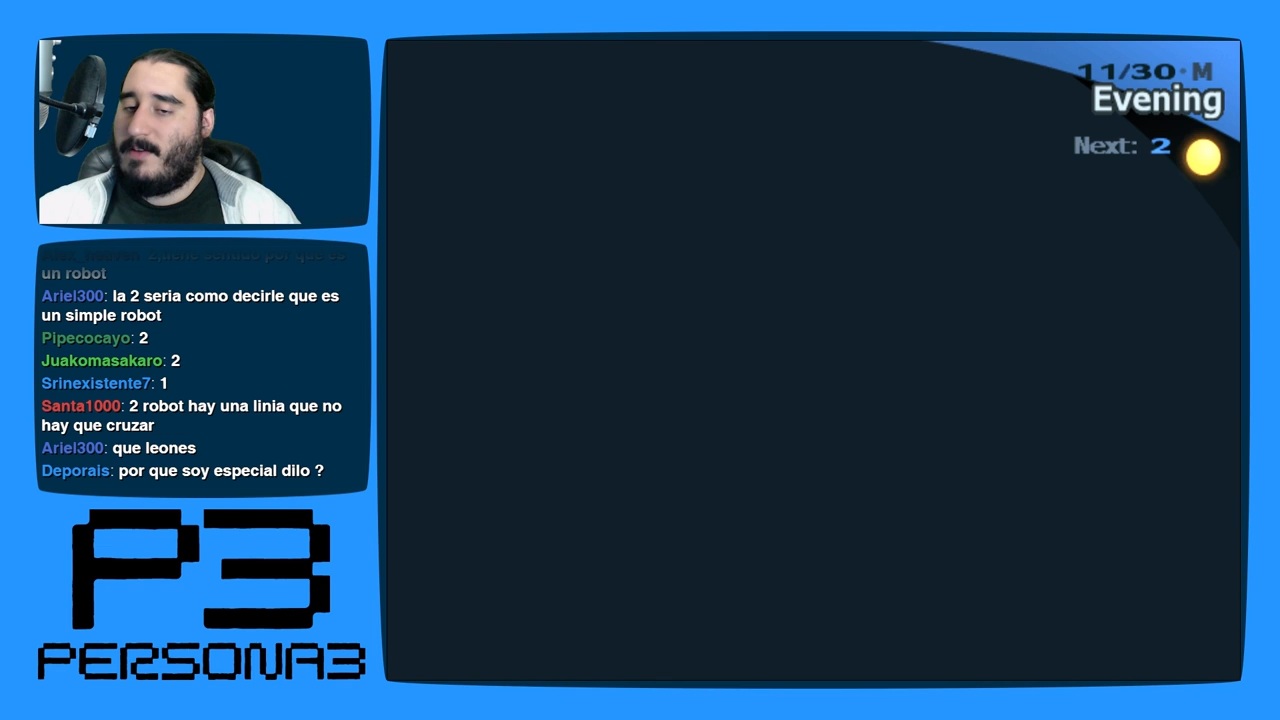 11/30·M
Evening
Next: 2
un robot
Ariel300: la 2 seria como decirle que es
un simple robot
Pipecocayo: 2
Juakomasakaro: 2
Srinexistente7: 1
Santa1000: 2 robot hay una linia que no
hay que cruzar
Ariel300: que leones
Deporais: por que soy especial dilo ?
P3
PERSONA3